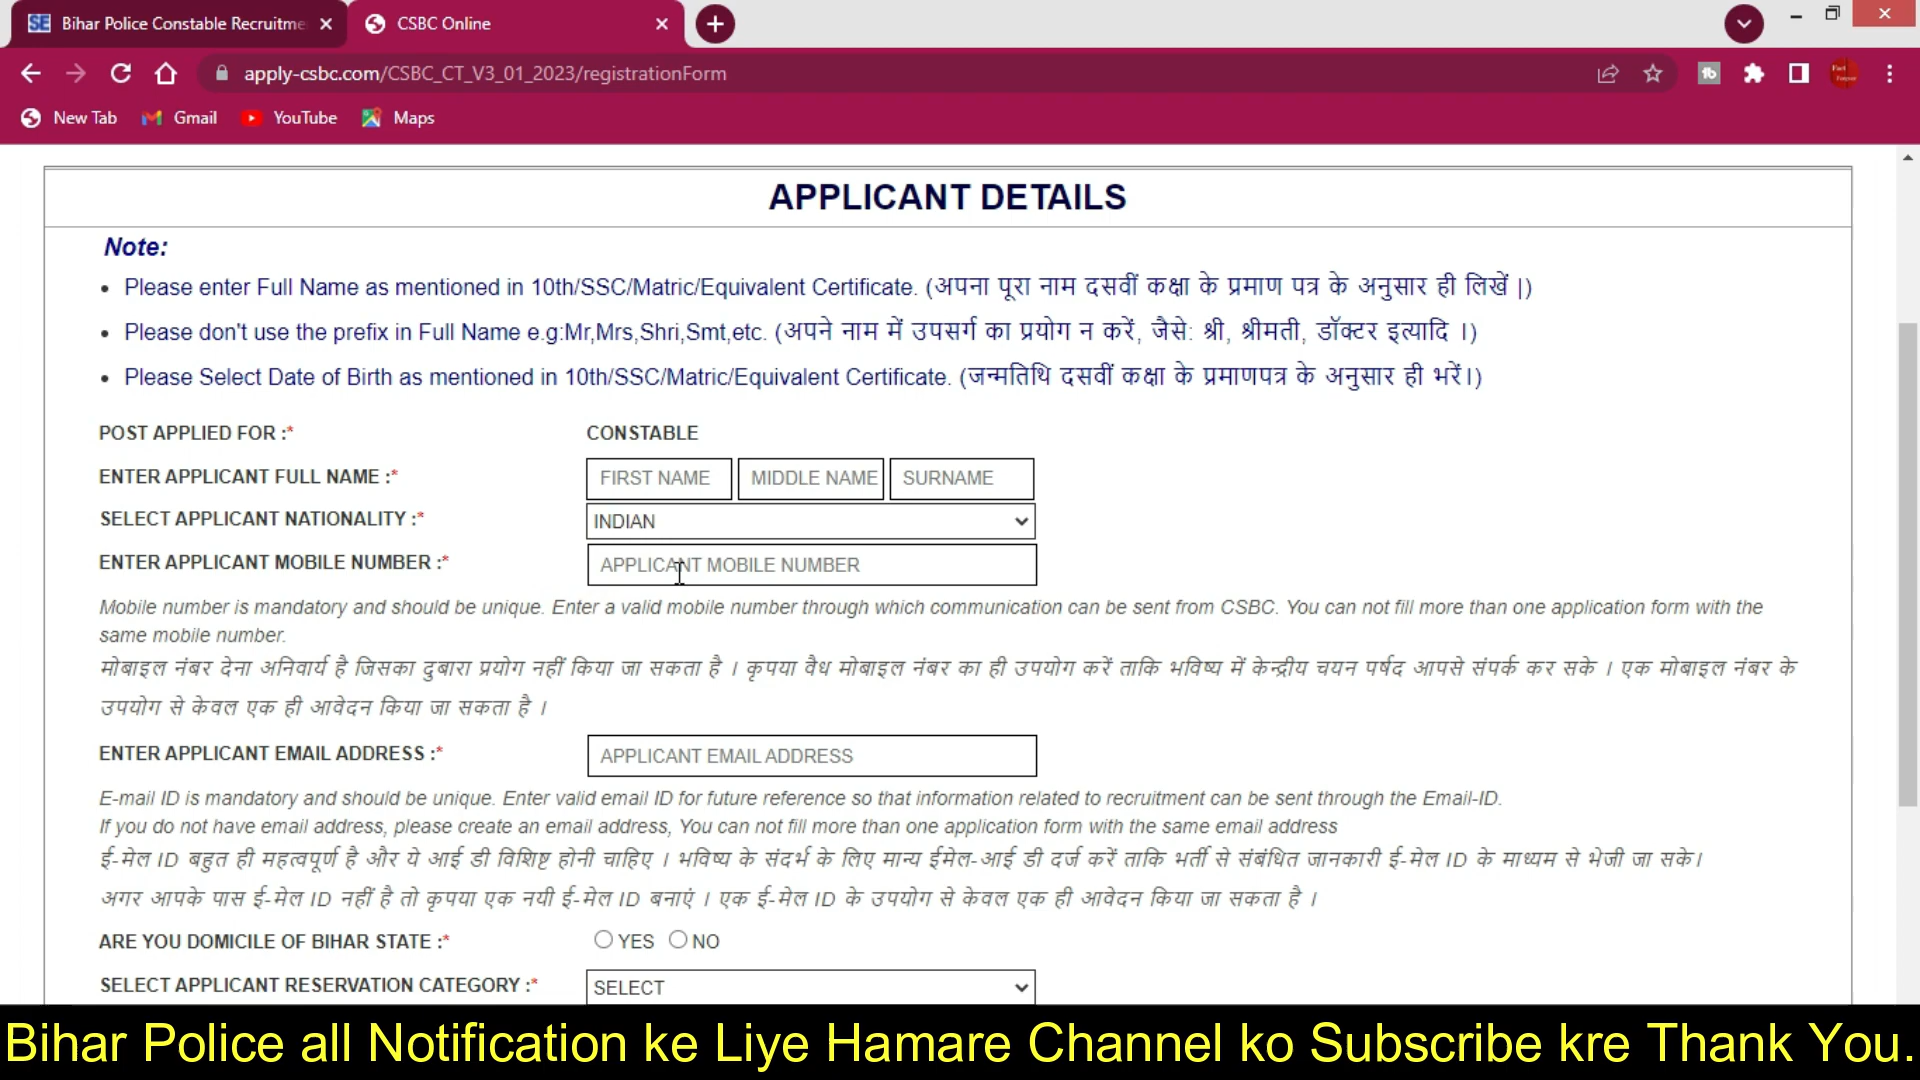 SE Bihar Police Constable Recruitme
CSBC Online
apply-csbc.com/CSBC_CT_V3_01_2023/registrationForm
New Tab Gmail YouTube Maps
APPLICANT DETAILS
Note:
• Please enter Full Name as mentioned in 10th/SSC/Matric/Equivalent Certificate. (अपना पूरा नाम दसवीं कक्षा के प्रमाण पत्र के अनुसार ही लिखें |)
• Please don't use the prefix in Full Name e.g:Mr,Mrs,Shri,Smt,etc. (अपने नाम में उपसर्ग का प्रयोग न करें, जैसे: श्री, श्रीमती, डॉक्टर इत्यादि ।)
• Please Select Date of Birth as mentioned in 10th/SSC/Matric/Equivalent Certificate. (जन्मतिथि दसवीं कक्षा के प्रमाणपत्र के अनुसार ही भरें।)
POST APPLIED FOR :* CONSTABLE
ENTER APPLICANT FULL NAME :* FIRST NAME MIDDLE NAME SURNAME
SELECT APPLICANT NATIONALITY :* INDIAN
ENTER APPLICANT MOBILE NUMBER :* APPLICANT MOBILE NUMBER
Mobile number is mandatory and should be unique. Enter a valid mobile number through which communication can be sent from CSBC. You can not fill more than one application form with the
same mobile number.
मोबाइल नंबर देना अनिवार्य है जिसका दुबारा प्रयोग नहीं किया जा सकता है । कृपया वैध मोबाइल नंबर का ही उपयोग करें ताकि भविष्य में केन्द्रीय चयन पर्षद आपसे संपर्क कर सके । एक मोबाइल नंबर के
उपयोग से केवल एक ही आवेदन किया जा सकता है ।
ENTER APPLICANT EMAIL ADDRESS :* APPLICANT EMAIL ADDRESS
E-mail ID is mandatory and should be unique. Enter valid email ID for future reference so that information related to recruitment can be sent through the Email-ID.
If you do not have email address, please create an email address, You can not fill more than one application form with the same email address
ई-मेल ID बहुत ही महत्वपूर्ण है और ये आई डी विशिष्ट होनी चाहिए । भविष्य के संदर्भ के लिए मान्य ईमेल-आई डी दर्ज करें ताकि भर्ती से संबंधित जानकारी ई-मेल ID के माध्यम से भेजी जा सके।
अगर आपके पास ई-मेल ID नहीं है तो कृपया एक नयी ई-मेल ID बनाएं । एक ई-मेल ID के उपयोग से केवल एक ही आवेदन किया जा सकता है ।
ARE YOU DOMICILE OF BIHAR STATE :* YES NO
SELECT APPLICANT RESERVATION CATEGORY :* SELECT
Bihar Police all Notification ke Liye Hamare Channel ko Subscribe kre Thank You.